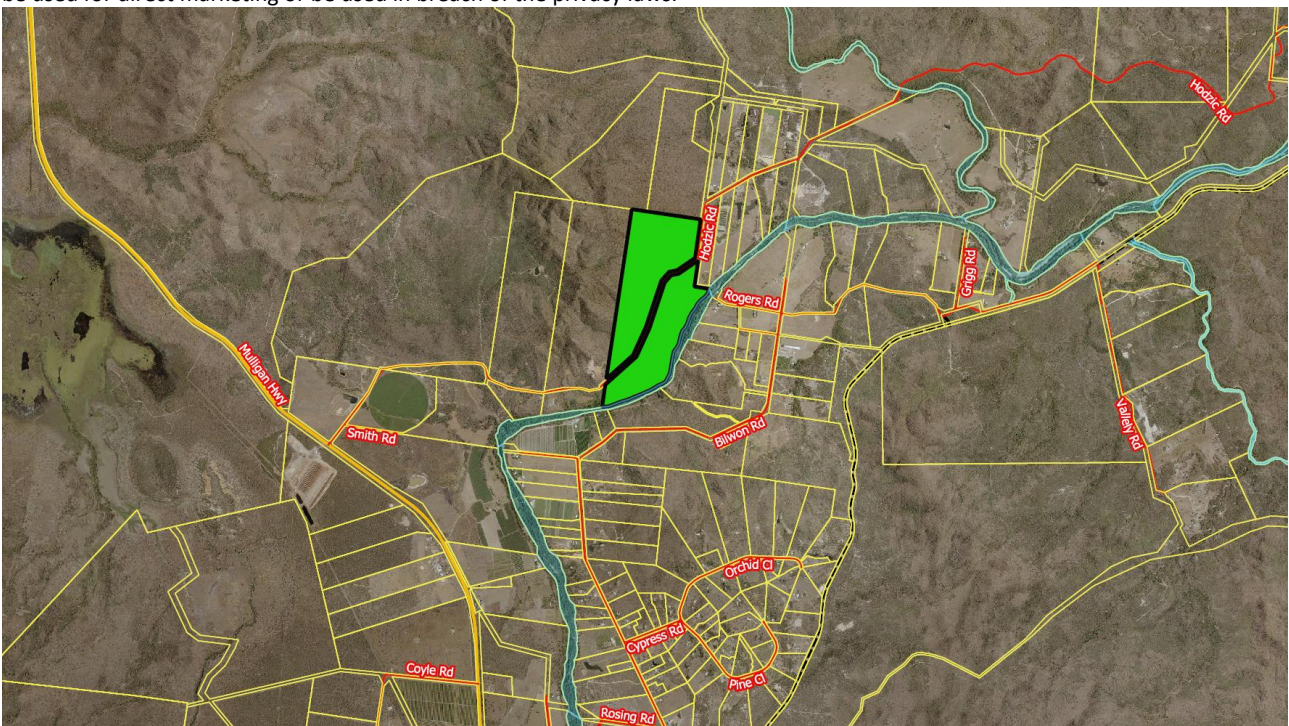 be used for direct marketing or be used in breach of the privacy laws.
Hodzic Rd
Hodzic Rd
Grigg Rd
Rogers Rd
Mulligan Hwy
Smith Rd
Bilwon Rd
Vallely Rd
Orchid Cl
Cypress Rd
Pine Cl
Coyle Rd
Rosing Rd